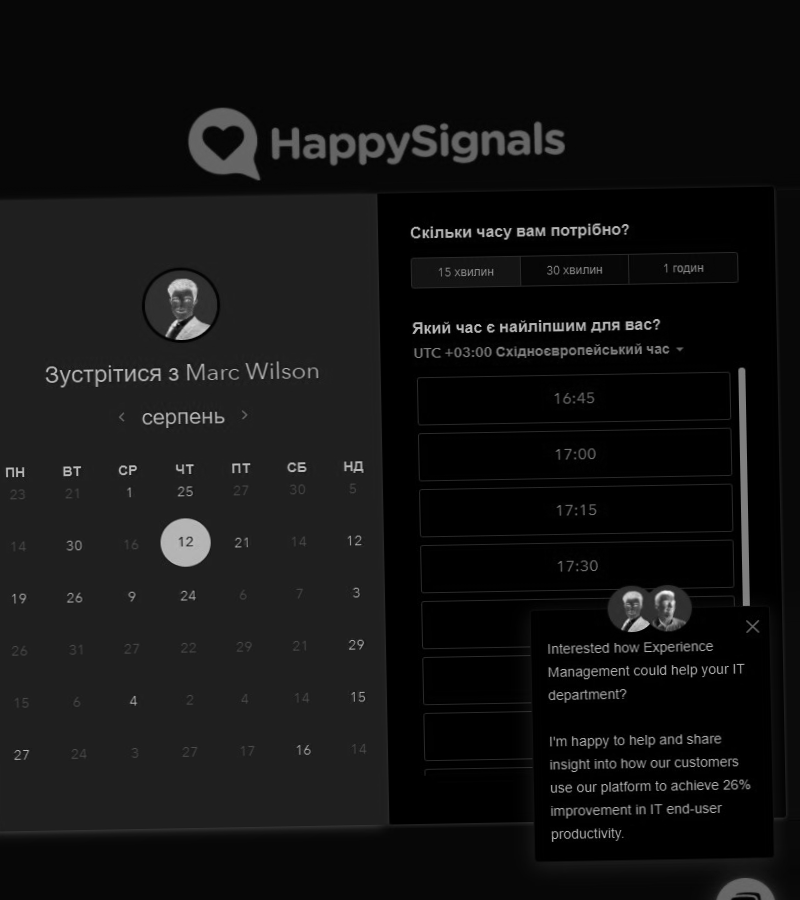 HappySignals
Зустрітися з Marc Wilson
серпень
ПН ВТ СР ЧТ ПТ СБ НД
23 21 1 25 27 30 5
14 30 16 12 21 14 12
19 26 9 24 6 7 3
26 31 27 22 29 21 29
15 6 4 2 4 14 15
27 24 3 27 17 16 14
Скільки часу вам потрібно?
15 хвилин 30 хвилин 1 годин
Який час є найліпшим для вас?
UTC +03:00 Східноєвропейський час
16:45
17:00
17:15
17:30
Interested how Experience
Management could help your IT
department?
I'm happy to help and share
insight into how our customers
use our platform to achieve 26%
improvement in IT end-user
productivity.